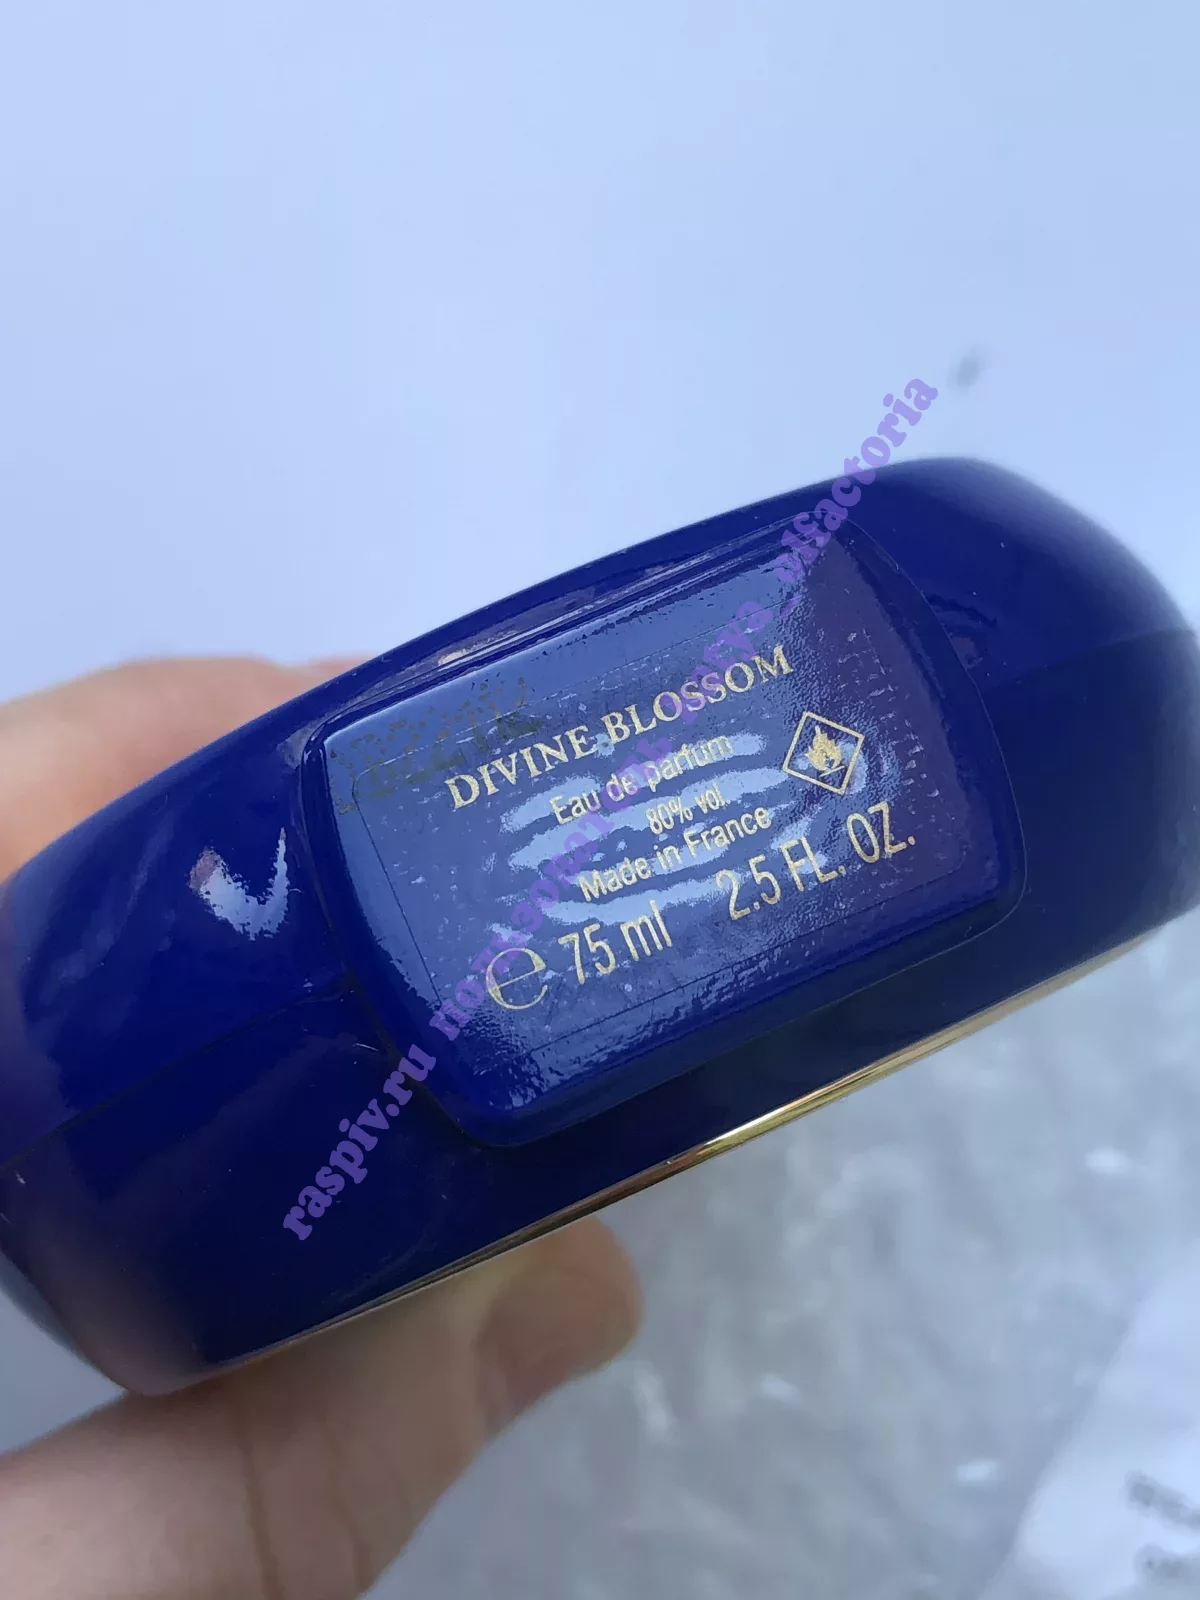 DIVINE BLOSSOM
Eau de parfum
80% vol.
Made in France
℮ 75 ml 2.5 FL. OZ.
raspiv.ru